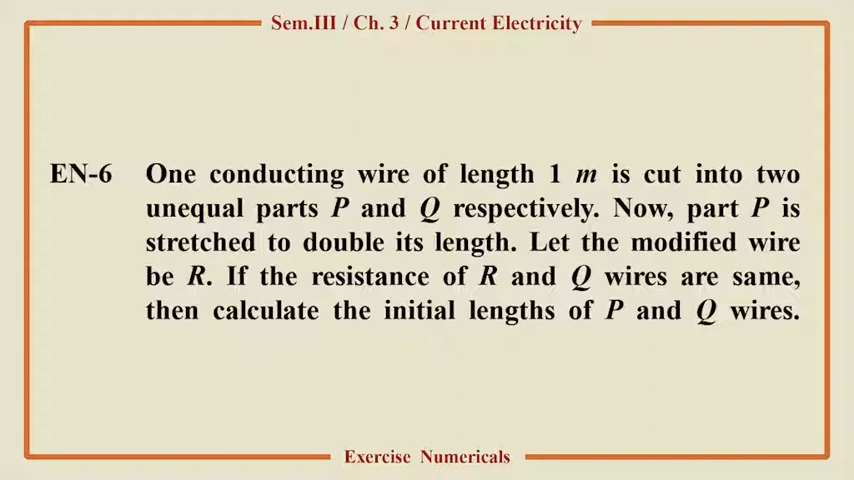 Sem.III / Ch. 3 / Current Electricity
EN-6 One conducting wire of length 1 m is cut into two
unequal parts P and Q respectively. Now, part P is
stretched to double its length. Let the modified wire
be R. If the resistance of R and Q wires are same,
then calculate the initial lengths of P and Q wires.
Exercise Numericals